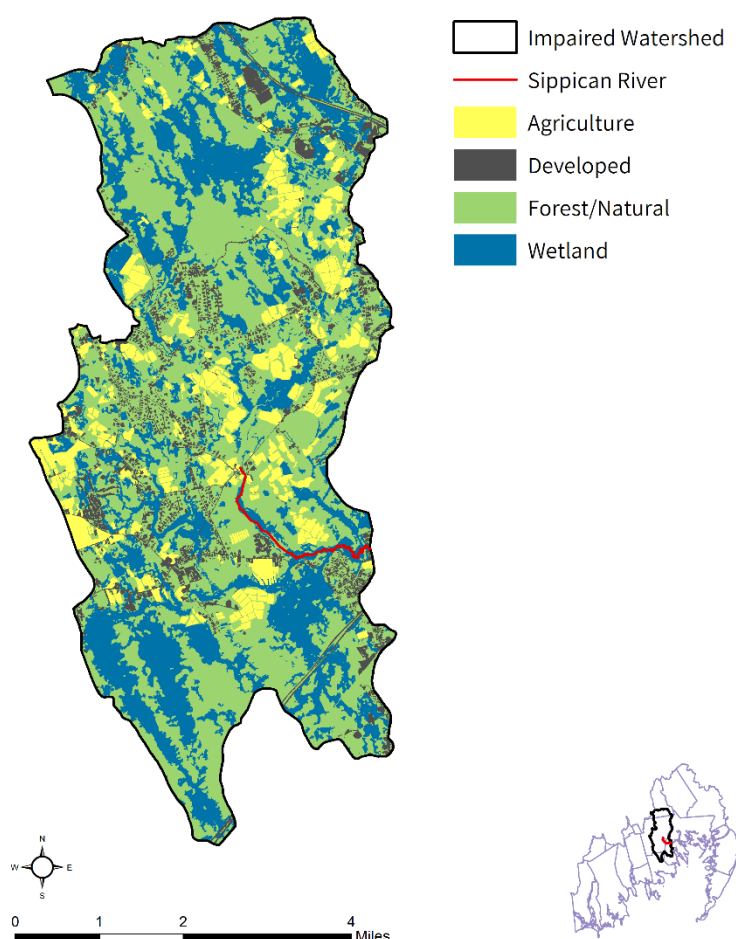 Impaired Watershed
Sippican River
Agriculture
Developed
Forest/Natural
Wetland
N
W E
S
0 1 2 4
Miles